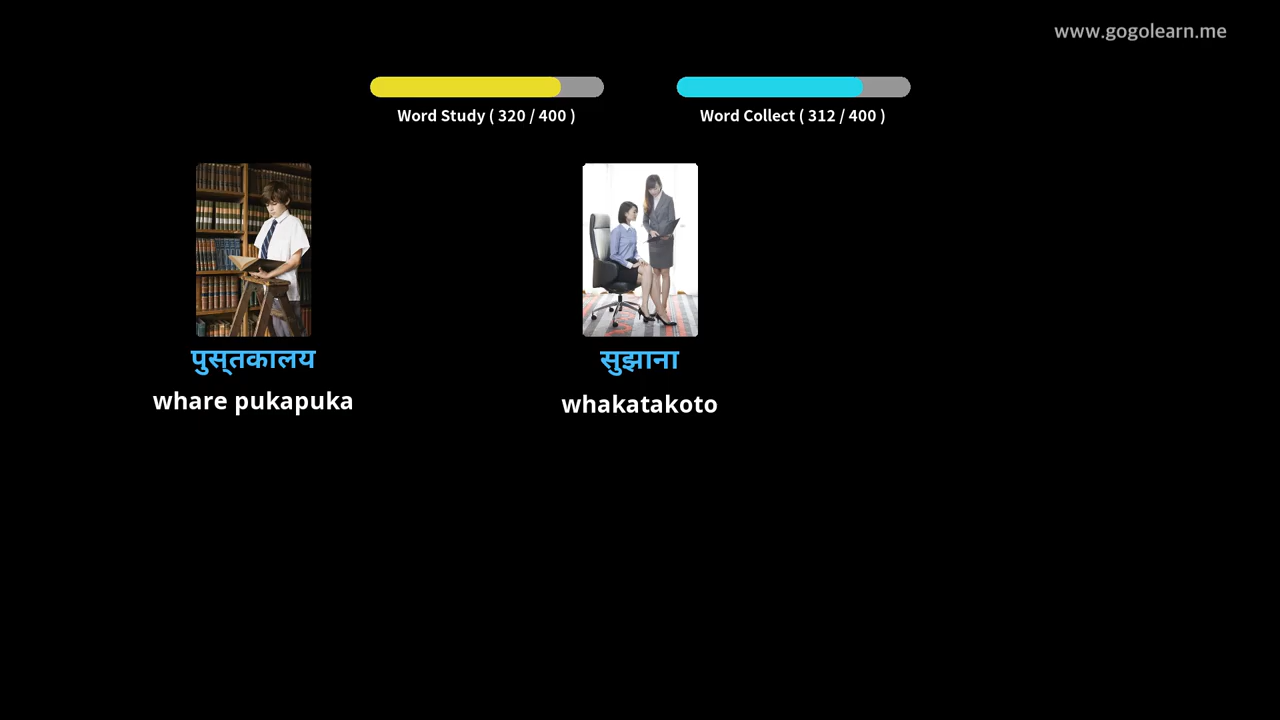 www.gogolearn.me
Word Study ( 320 / 400 )
Word Collect ( 312 / 400 )
पुस्तकालय
सुझाना
whare pukapuka
whakatakoto